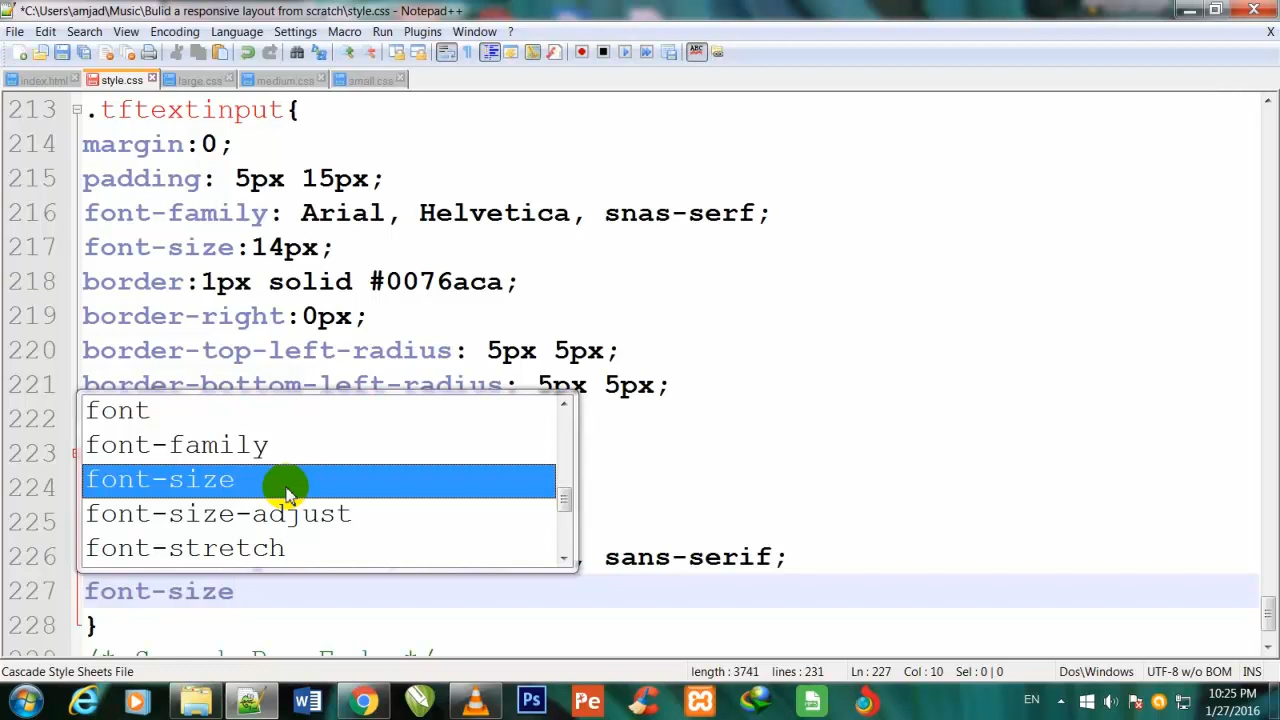 *C:\Users\amjad\Music\Bulid a responsive layout from scratch\style.css - Notepad++
File Edit Search View Encoding Language Settings Macro Run Plugins Window ? X
index.html style.css large.css medium.css small.css
213 .tftextinput{
214 margin:0;
215 padding: 5px 15px;
216 font-family: Arial, Helvetica, snas-serf;
217 font-size:14px;
218 border:1px solid #0076aca;
219 border-right:0px;
220 border-top-left-radius: 5px 5px;
221 border-bottom-left-radius: 5px 5px;
222
font
font-family
223
font-size
224
font-size-adjust
225
font-stretch
226 , sans-serif;
227 font-size
228 }
Cascade Style Sheets File length : 3741 lines : 231 Ln : 227 Col : 10 Sel : 0 | 0 Dos\Windows UTF-8 w/o BOM INS
W Ps Pe EN 10:25 PM
1/27/2016